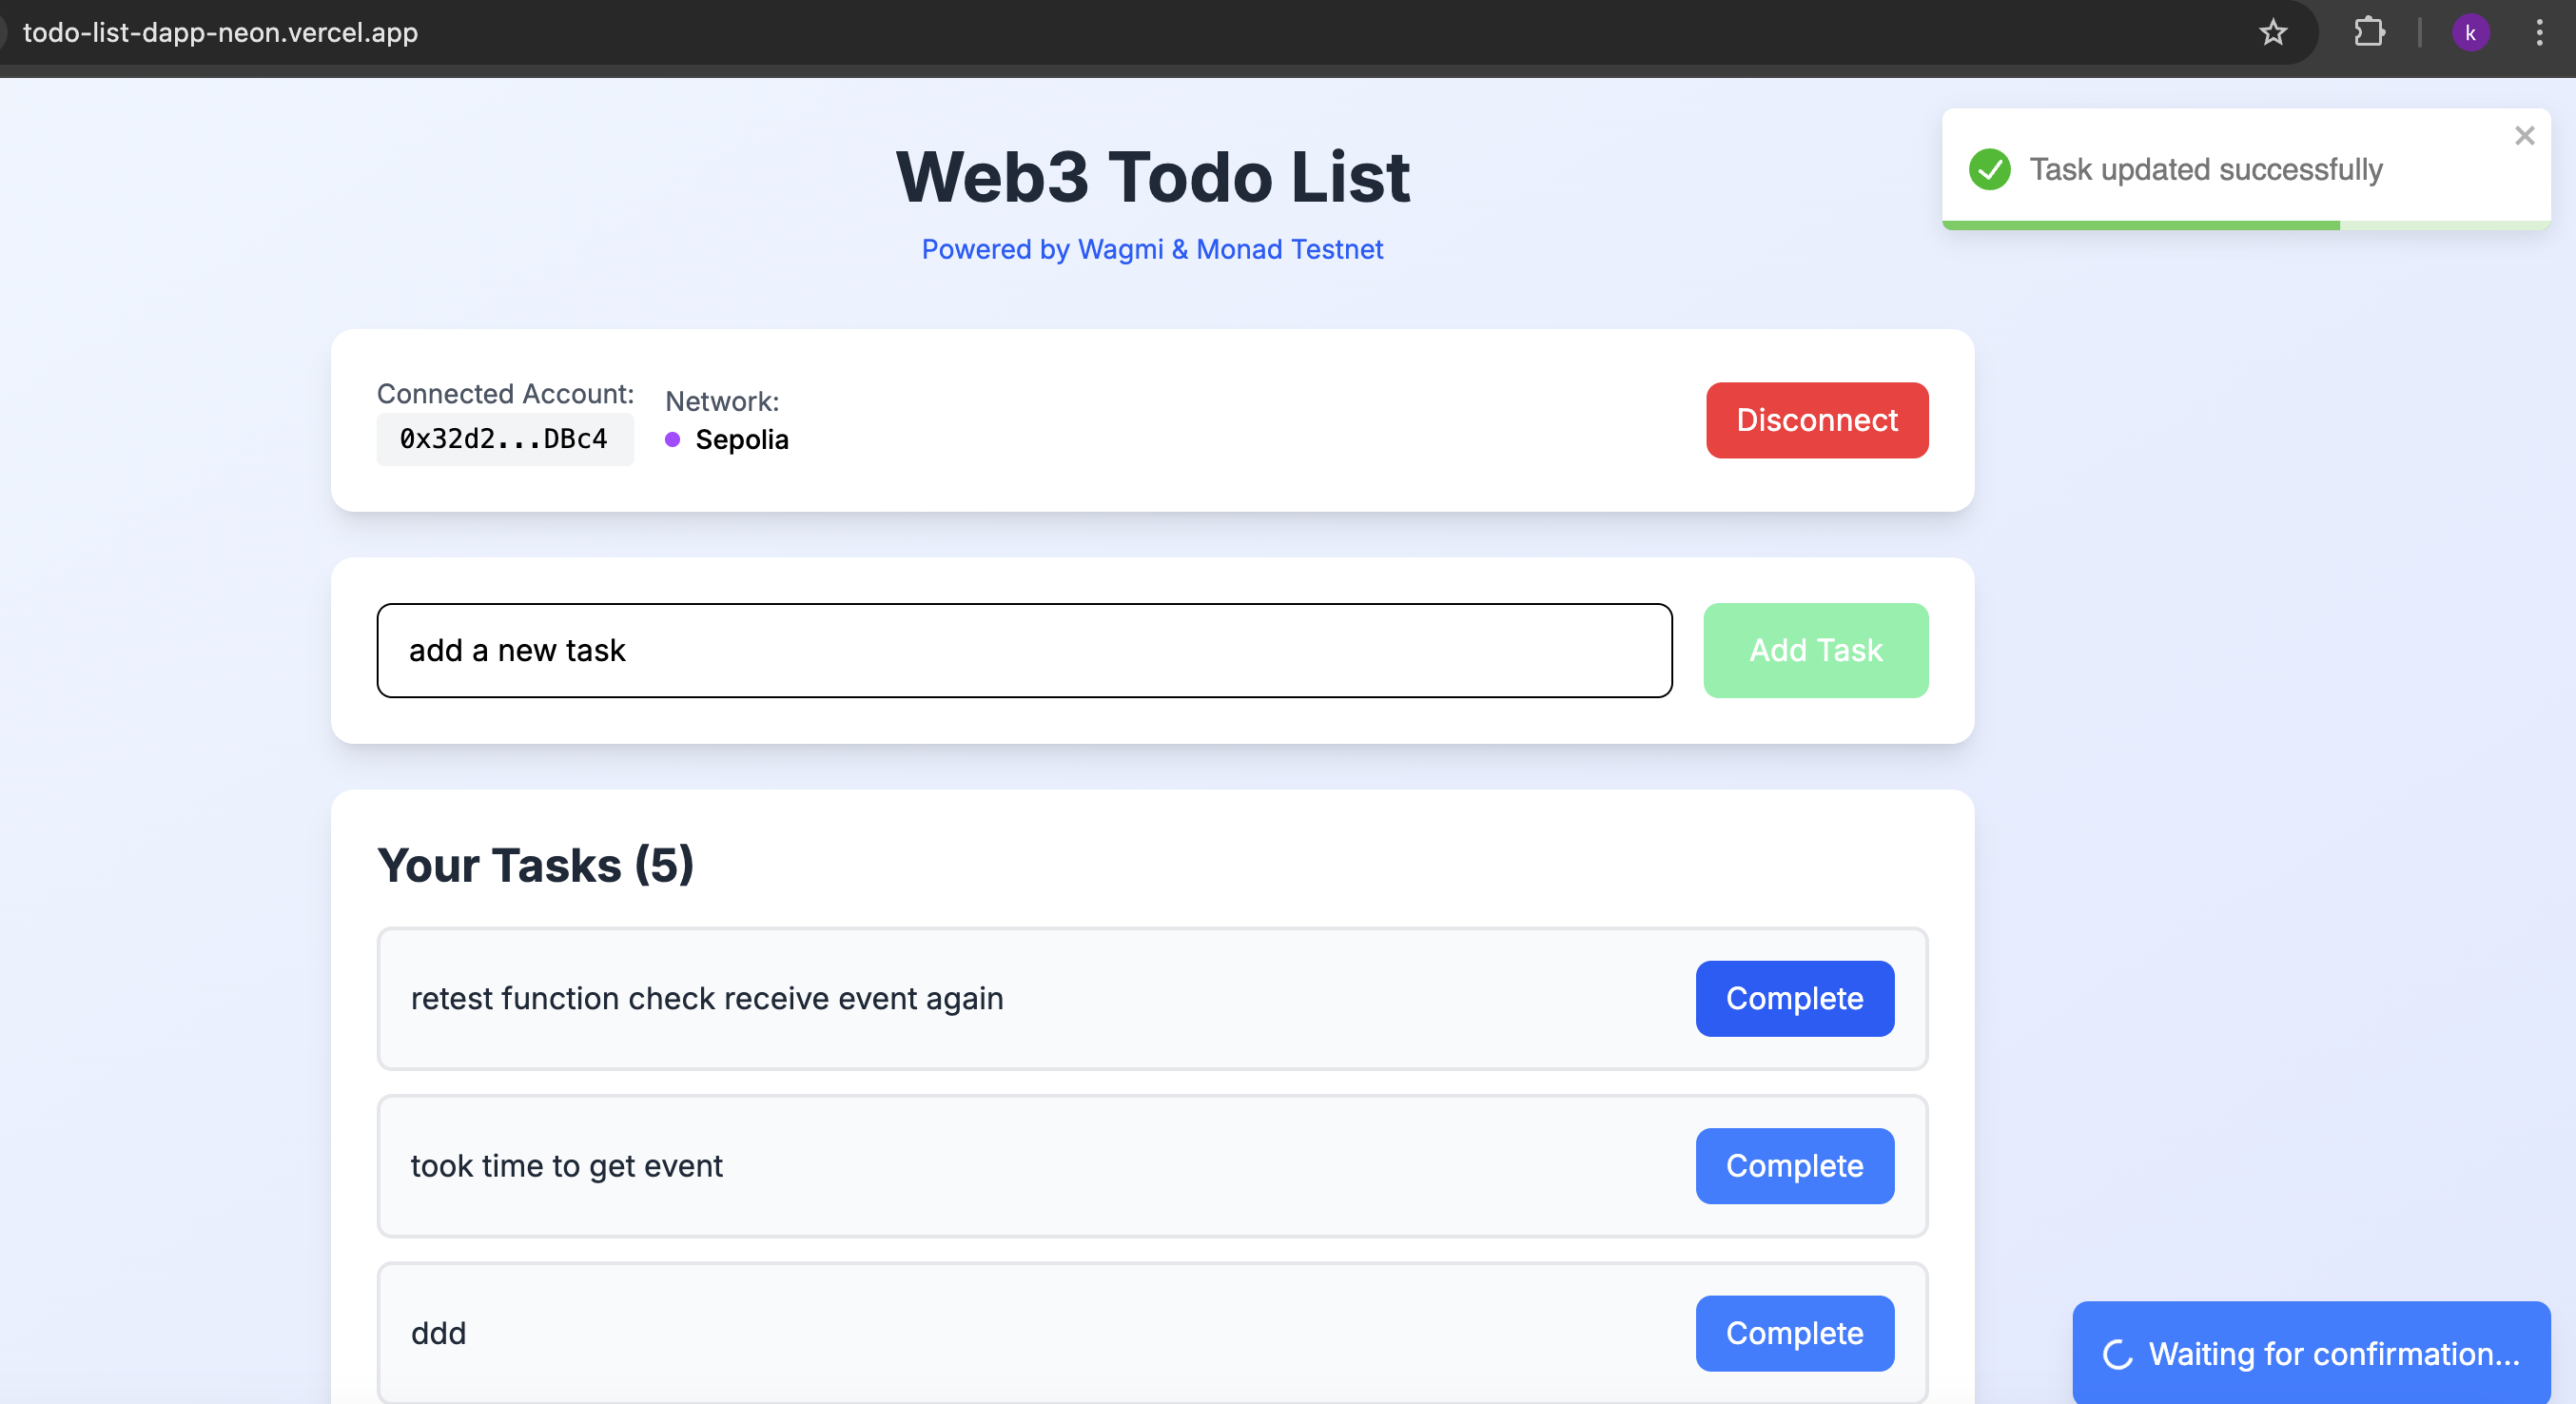 todo-list-dapp-neon.vercel.app
k
Task updated successfully
Web3 Todo List
Powered by Wagmi & Monad Testnet
Connected Account:
0x32d2...DBc4
Network:
Sepolia
Disconnect
add a new task
Add Task
Your Tasks (5)
retest function check receive event again
Complete
took time to get event
Complete
ddd
Complete
Waiting for confirmation...